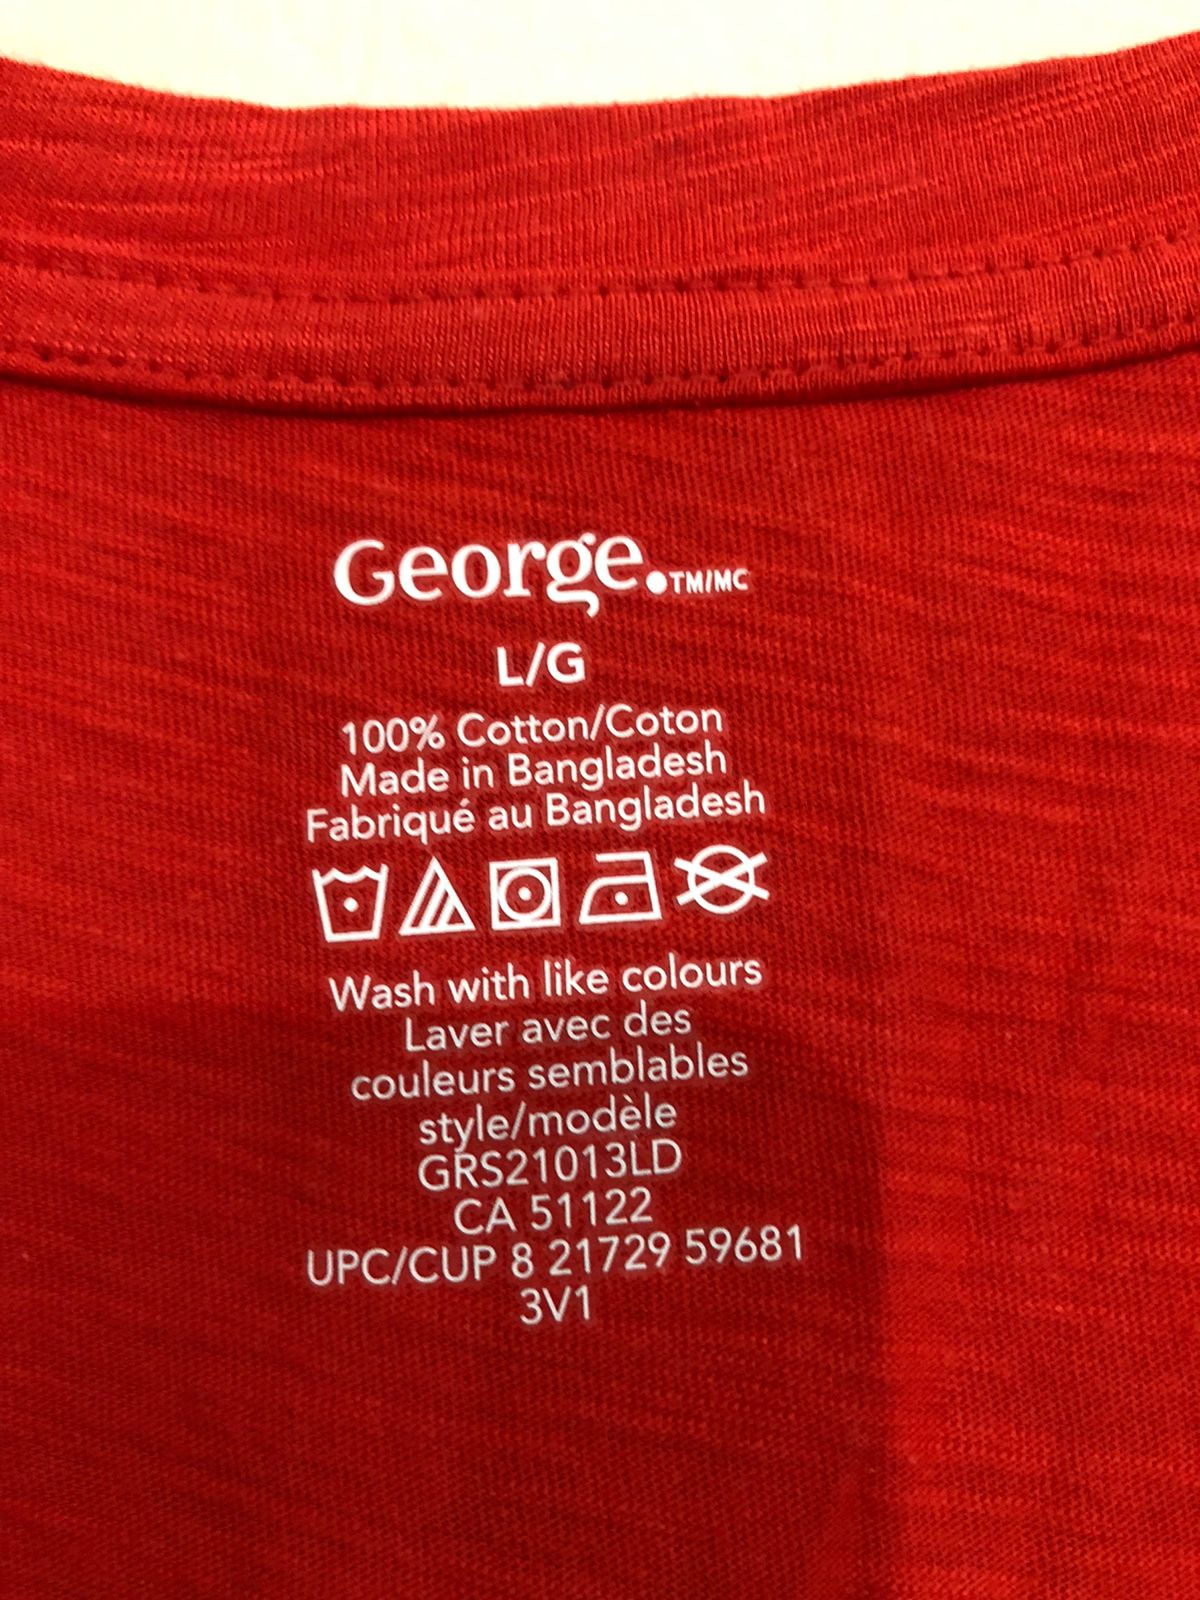 George.TM/MC
L/G
100% Cotton/Coton
Made in Bangladesh
Fabriqué au Bangladesh
Wash with like colours
Laver avec des
couleurs semblables
style/modèle
GRS21013LD
CA 51122
UPC/CUP 8 21729 59681
3V1